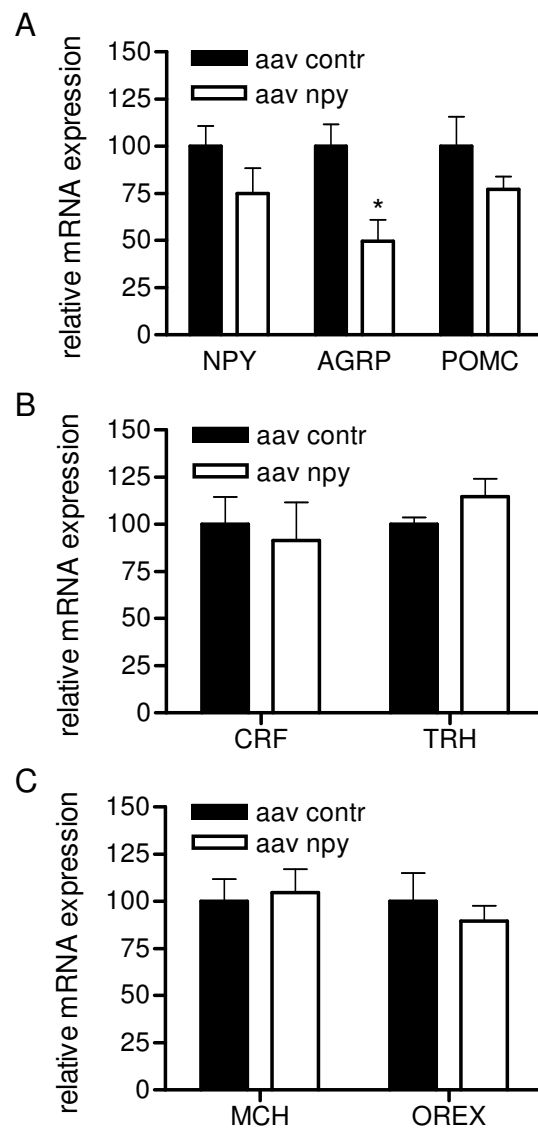 A
relative mRNA expression
150
125
100
75
50
25
0
aav contr
aav npy
*
NPY AGRP POMC
B
relative mRNA expression
150
125
100
75
50
25
0
aav contr
aav npy
CRF TRH
C
relative mRNA expression
150
125
100
75
50
25
0
aav contr
aav npy
MCH OREX